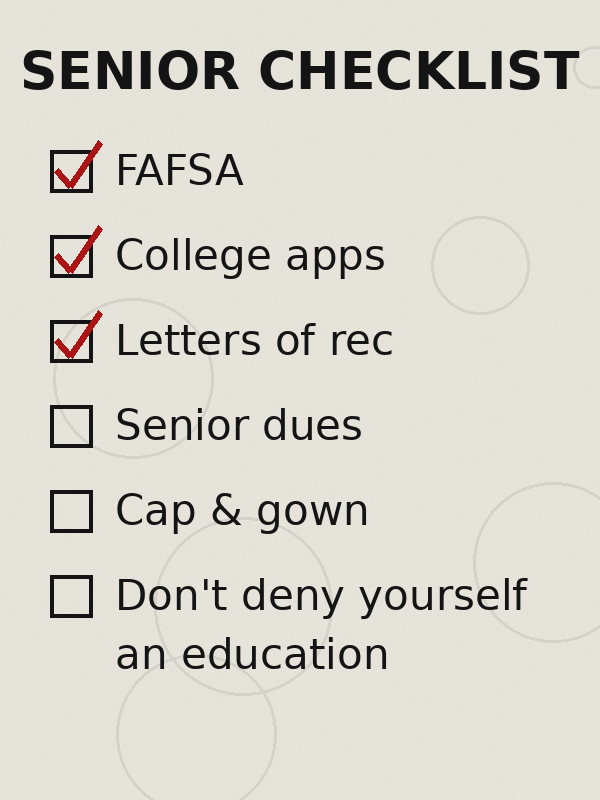 SENIOR CHECKLIST
FAFSA
College apps
Letters of rec
Senior dues
Cap & gown
Don't deny yourself
an education